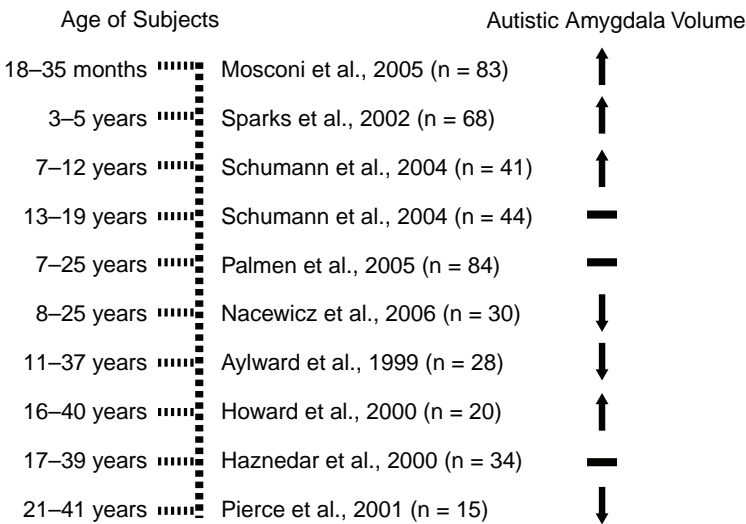 Age of Subjects Autistic Amygdala Volume
18–35 months Mosconi et al., 2005 (n = 83)
3–5 years Sparks et al., 2002 (n = 68)
7–12 years Schumann et al., 2004 (n = 41)
13–19 years Schumann et al., 2004 (n = 44)
7–25 years Palmen et al., 2005 (n = 84)
8–25 years Nacewicz et al., 2006 (n = 30)
11–37 years Aylward et al., 1999 (n = 28)
16–40 years Howard et al., 2000 (n = 20)
17–39 years Haznedar et al., 2000 (n = 34)
21–41 years Pierce et al., 2001 (n = 15)